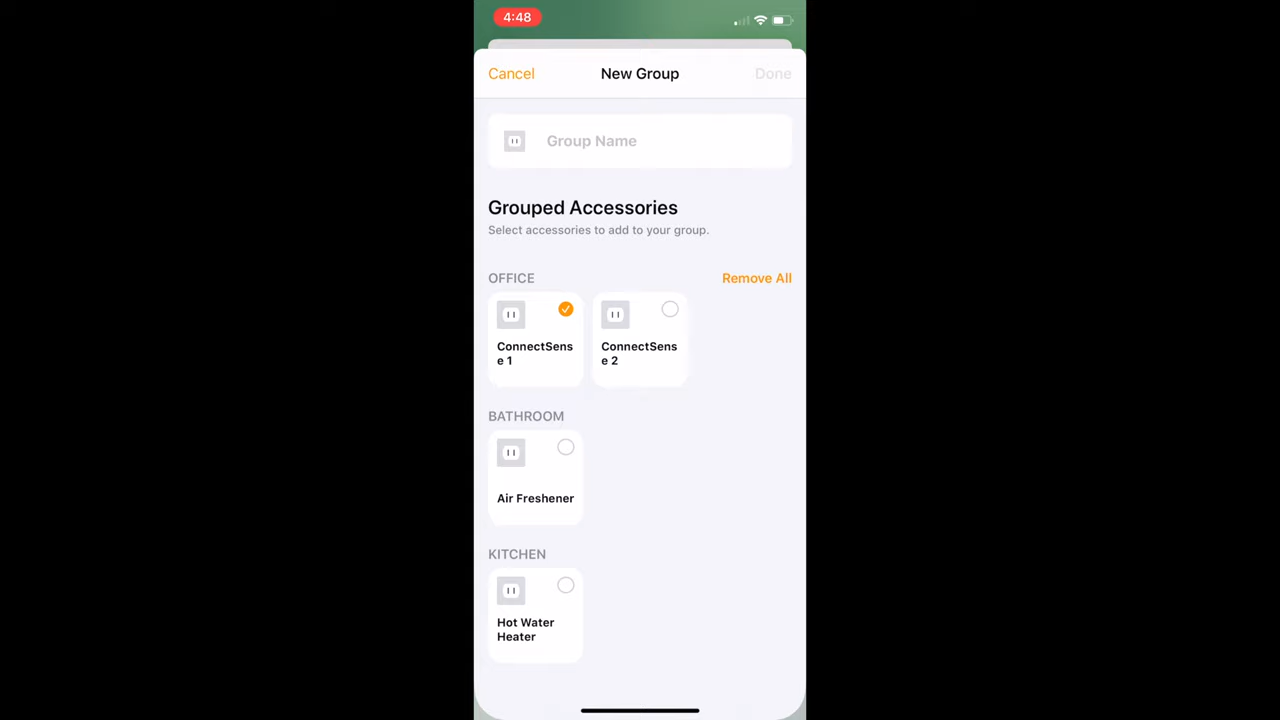 4:48
Cancel New Group Done
Group Name
Grouped Accessories
Select accessories to add to your group.
OFFICE Remove All
ConnectSens
e 1
ConnectSens
e 2
BATHROOM
Air Freshener
KITCHEN
Hot Water
Heater